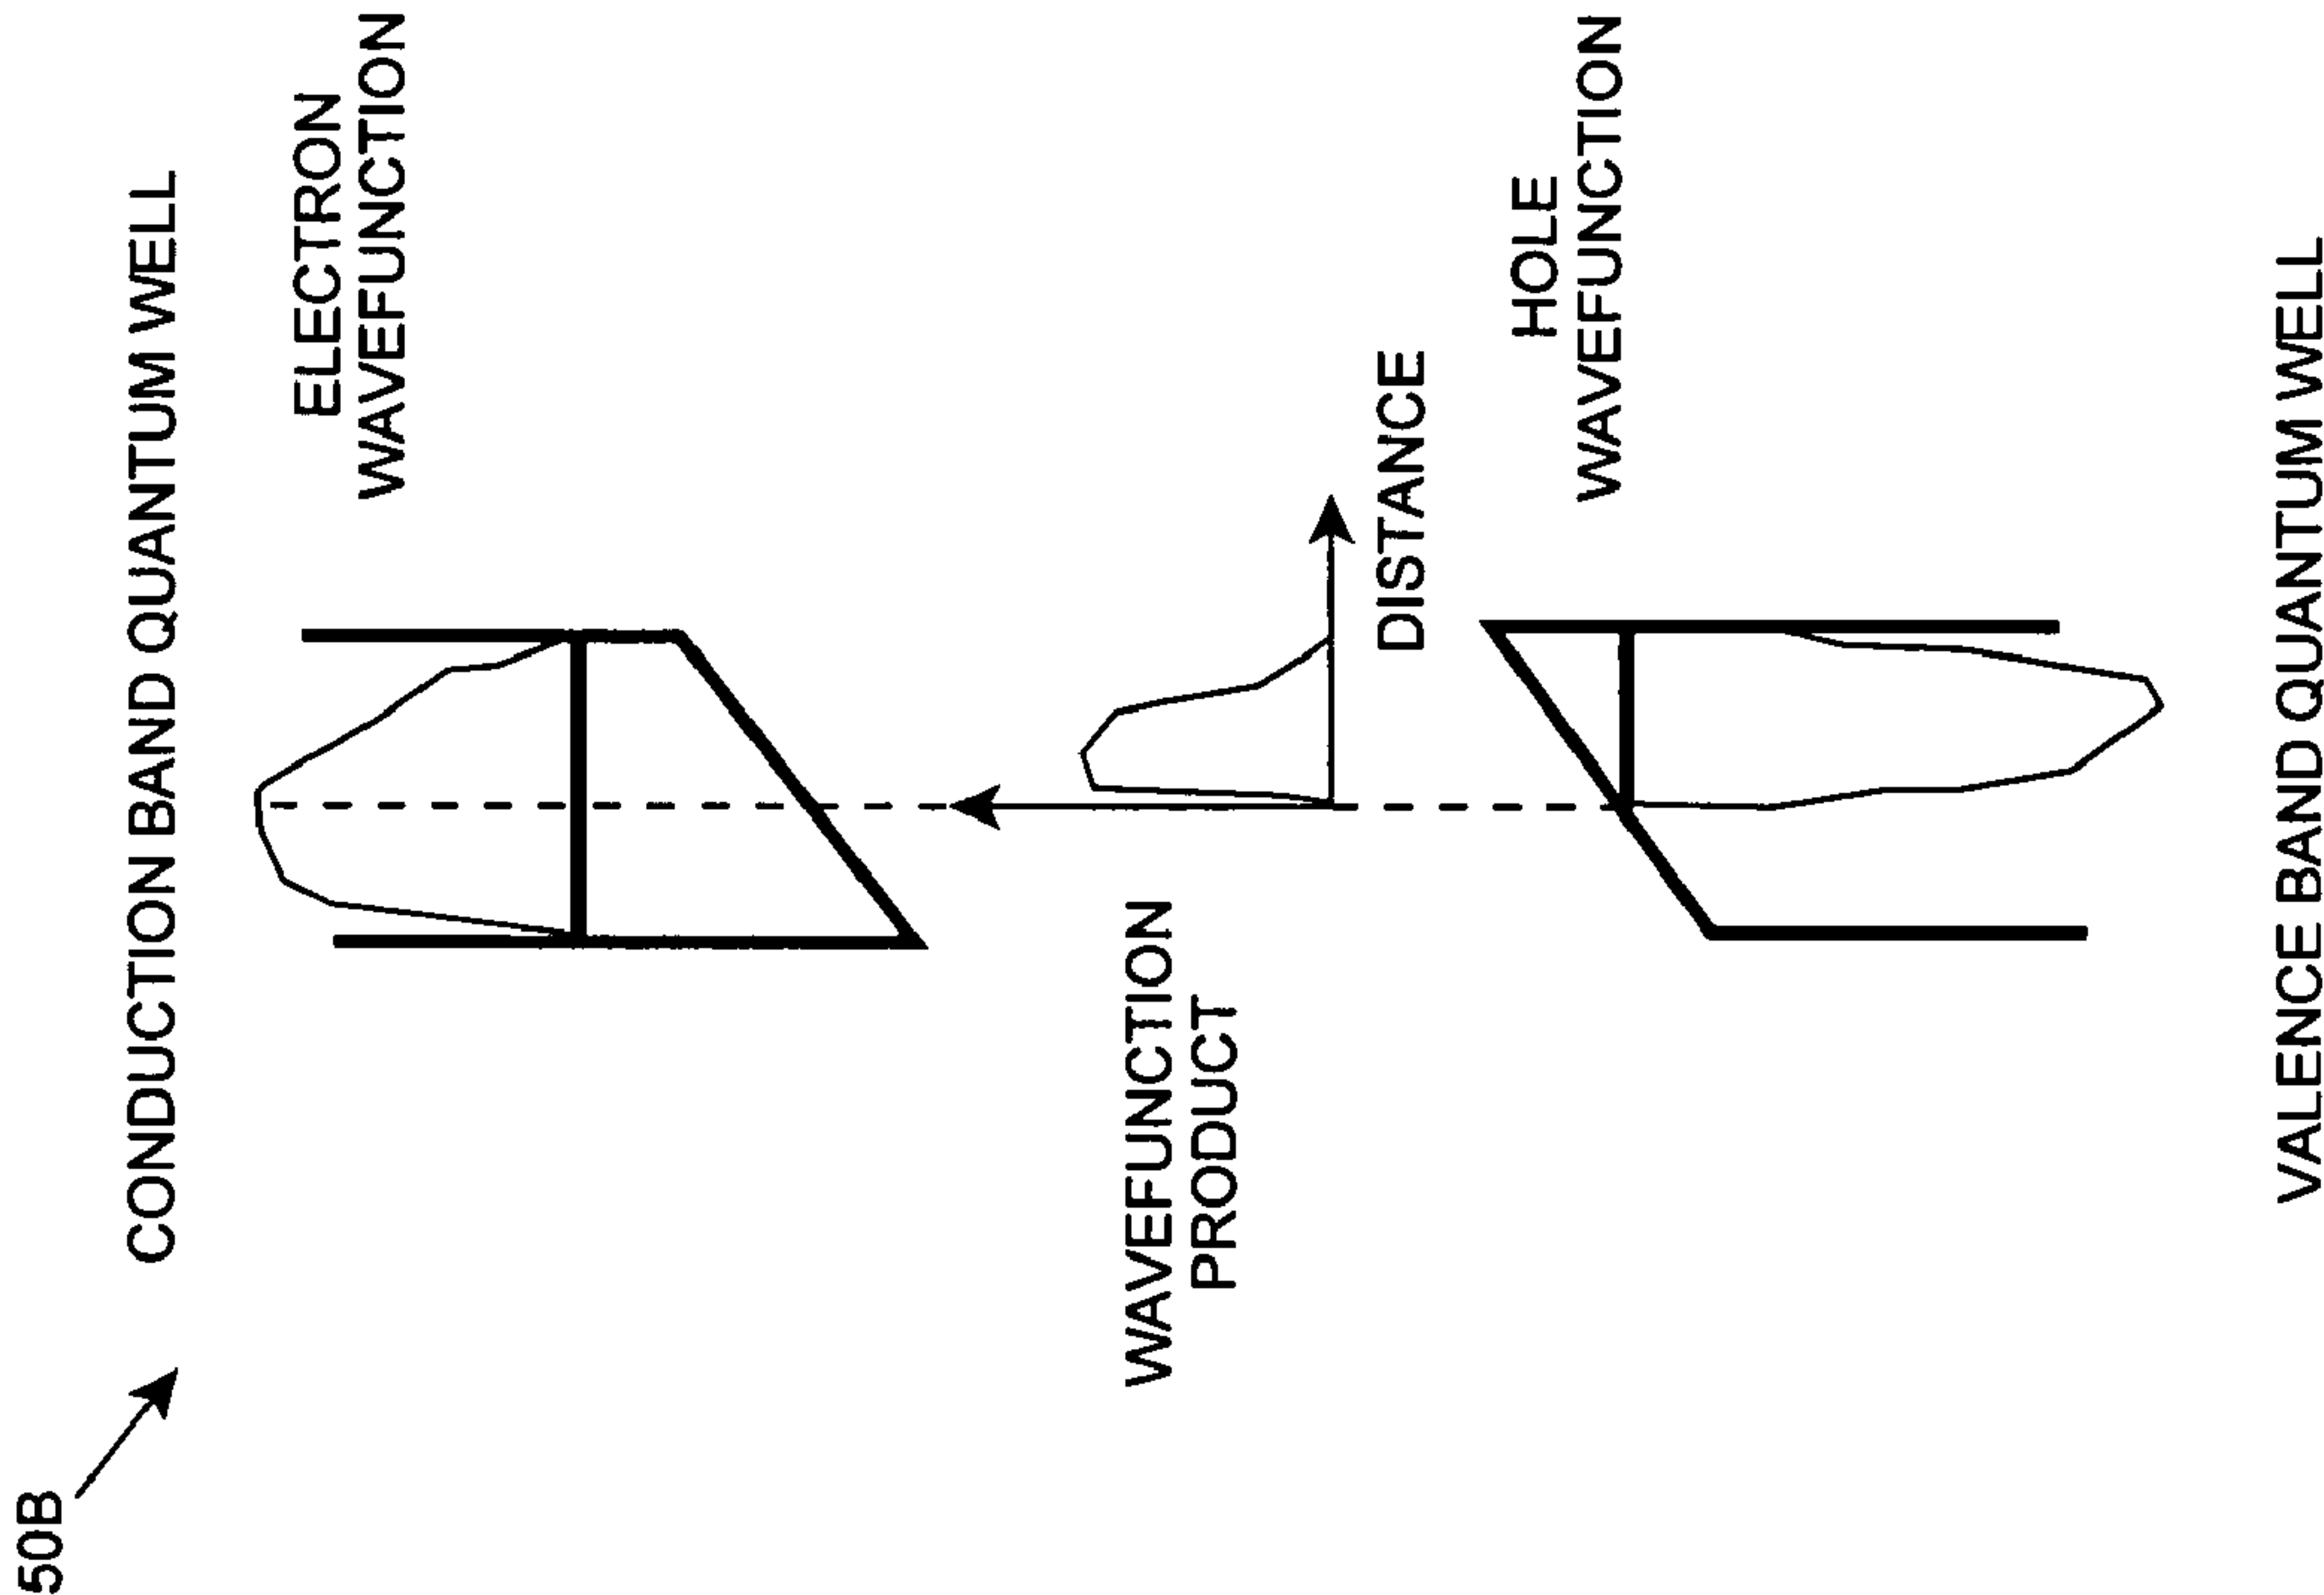 50B
CONDUCTION BAND QUANTUM WELL
ELECTRON
WAVEFUNCTION
WAVEFUNCTION
PRODUCT
DISTANCE
HOLE
WAVEFUNCTION
VALENCE BAND QUANTUM WELL